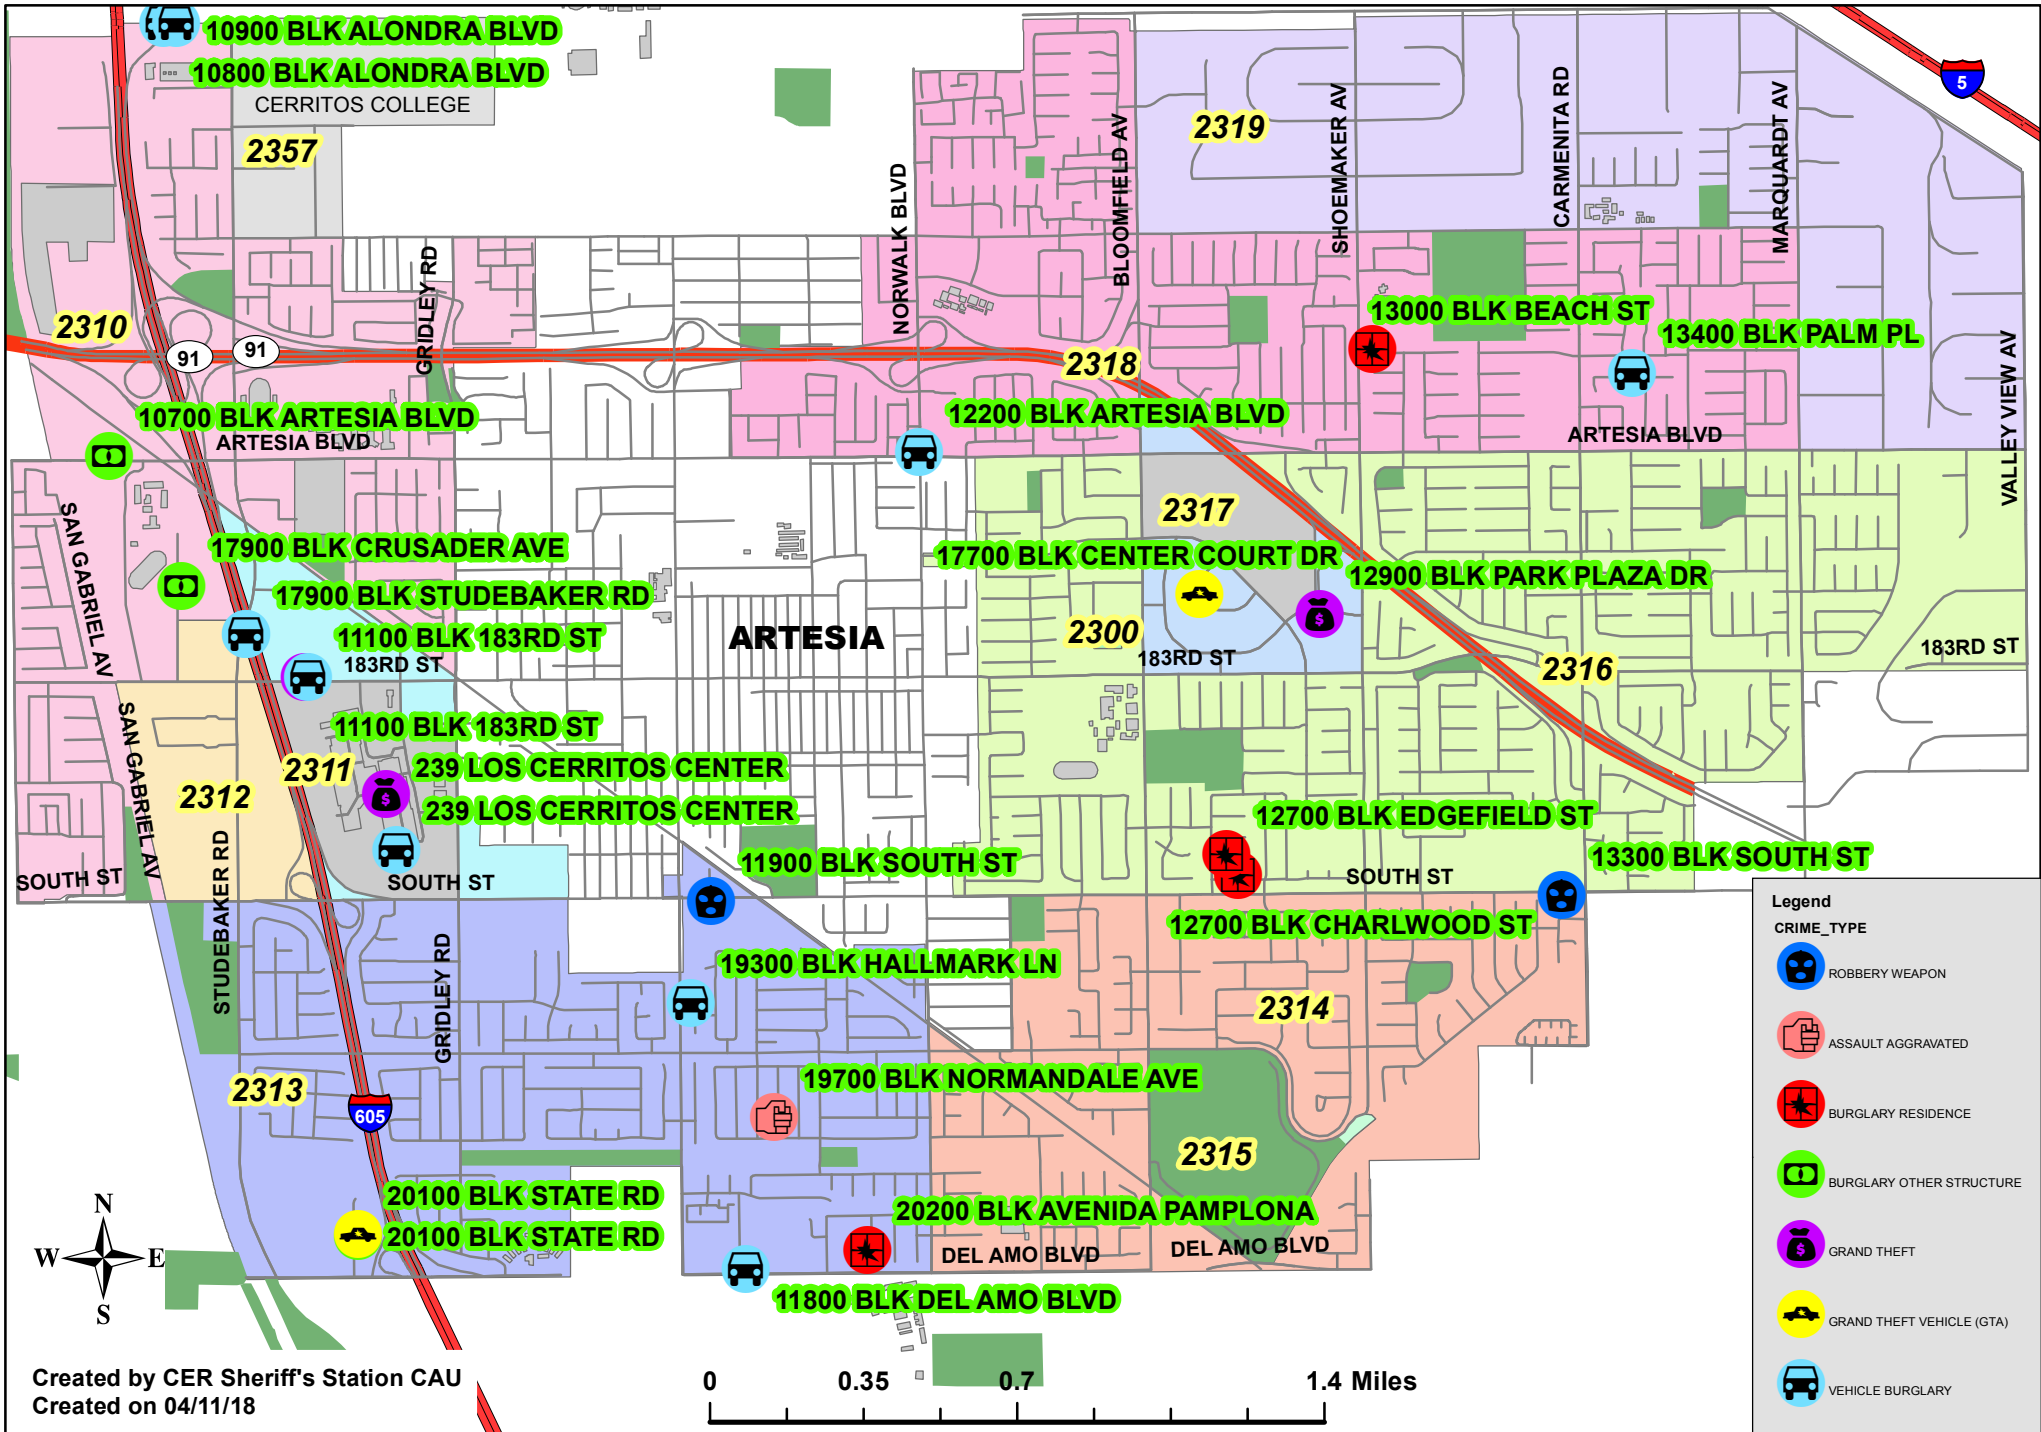 10900 BLK ALONDRA BLVD
10800 BLK ALONDRA BLVD
CERRITOS COLLEGE
2357
2319
5
NORWALK BLVD
BLOOMFIELD AV
SHOEMAKER AV
CARMENITA RD
MARQUARDT AV
GRIDLEY RD
2310
91
91
2318
13000 BLK BEACH ST
13400 BLK PALM PL
VALLEY VIEW AV
10700 BLK ARTESIA BLVD
ARTESIA BLVD
12200 BLK ARTESIA BLVD
ARTESIA BLVD
SAN GABRIEL AV
2317
17900 BLK CRUSADER AVE
17700 BLK CENTER COURT DR
12900 BLK PARK PLAZA DR
17900 BLK STUDEBAKER RD
11100 BLK 183RD ST
183RD ST
ARTESIA
2300
183RD ST
2316
183RD ST
SAN GABRIEL AV
11100 BLK 183RD ST
2311
239 LOS CERRITOS CENTER
2312
239 LOS CERRITOS CENTER
12700 BLK EDGEFIELD ST
STUDEBAKER RD
11900 BLK SOUTH ST
13300 BLK SOUTH ST
SOUTH ST
SOUTH ST
SOUTH ST
12700 BLK CHARLWOOD ST
GRIDLEY RD
19300 BLK HALLMARK LN
2314
2313
605
19700 BLK NORMANDALE AVE
2315
20100 BLK STATE RD
20100 BLK STATE RD
20200 BLK AVENIDA PAMPLONA
DEL AMO BLVD
DEL AMO BLVD
11800 BLK DEL AMO BLVD
N
W
E
S
Created by CER Sheriff's Station CAU
Created on 04/11/18
0 0.35 0.7 1.4 Miles
Legend
CRIME_TYPE
ROBBERY WEAPON
ASSAULT AGGRAVATED
BURGLARY RESIDENCE
BURGLARY OTHER STRUCTURE
$ GRAND THEFT
GRAND THEFT VEHICLE (GTA)
VEHICLE BURGLARY